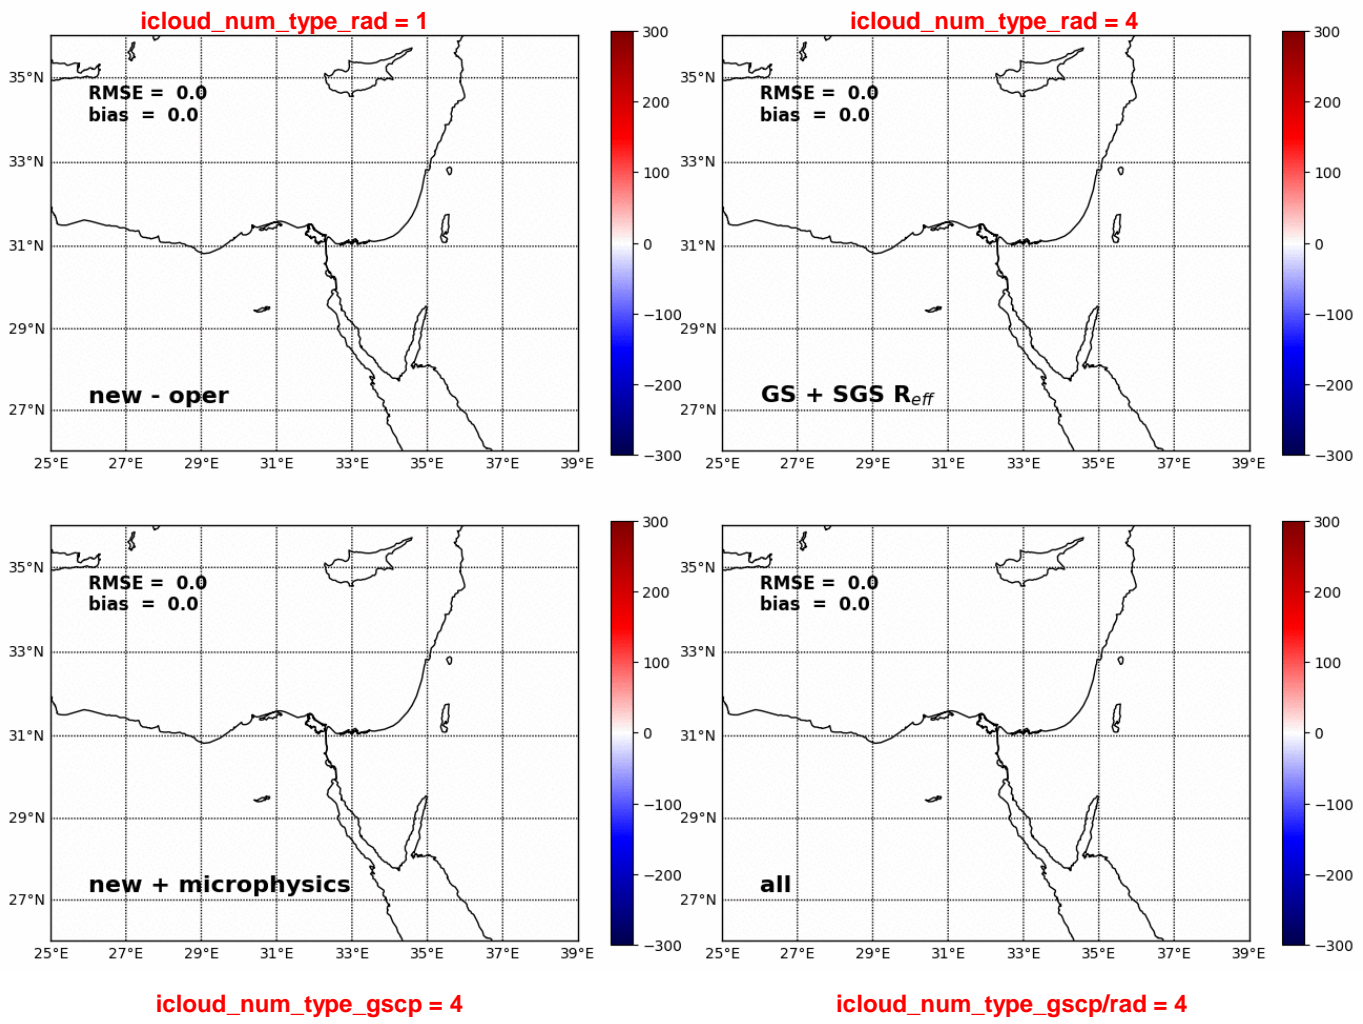 icloud_num_type_rad = 1
icloud_num_type_rad = 4
35°N
33°N
31°N
29°N
27°N
RMSE = 0.0
bias = 0.0
new - oper
25°E 27°E 29°E 31°E 33°E 35°E 37°E 39°E
300
200
100
0
−100
−200
−300
35°N
33°N
31°N
29°N
27°N
RMSE = 0.0
bias = 0.0
GS + SGS R_eff
25°E 27°E 29°E 31°E 33°E 35°E 37°E 39°E
300
200
100
0
−100
−200
−300
35°N
33°N
31°N
29°N
27°N
RMSE = 0.0
bias = 0.0
new + microphysics
25°E 27°E 29°E 31°E 33°E 35°E 37°E 39°E
300
200
100
0
−100
−200
−300
35°N
33°N
31°N
29°N
27°N
RMSE = 0.0
bias = 0.0
all
25°E 27°E 29°E 31°E 33°E 35°E 37°E 39°E
300
200
100
0
−100
−200
−300
icloud_num_type_gscp = 4
icloud_num_type_gscp/rad = 4